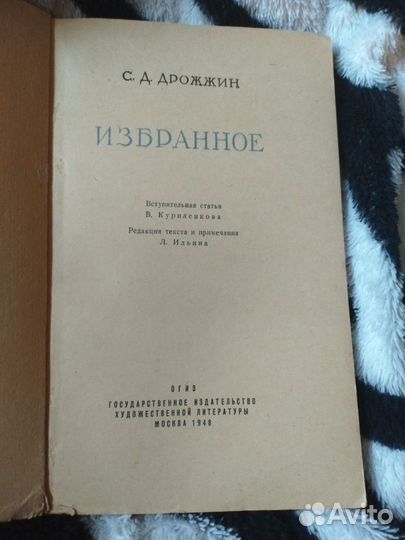 С. Д. ДРОЖЖИН
ИЗБРАННОЕ
Вступительная статья
В. Куриленкова
Редакция текста и примечания
Л. Ильина
ОГИЗ
ГОСУДАРСТВЕННОЕ ИЗДАТЕЛЬСТВО
ХУДОЖЕСТВЕННОЙ ЛИТЕРАТУРЫ
МОСКВА 1948
Avito